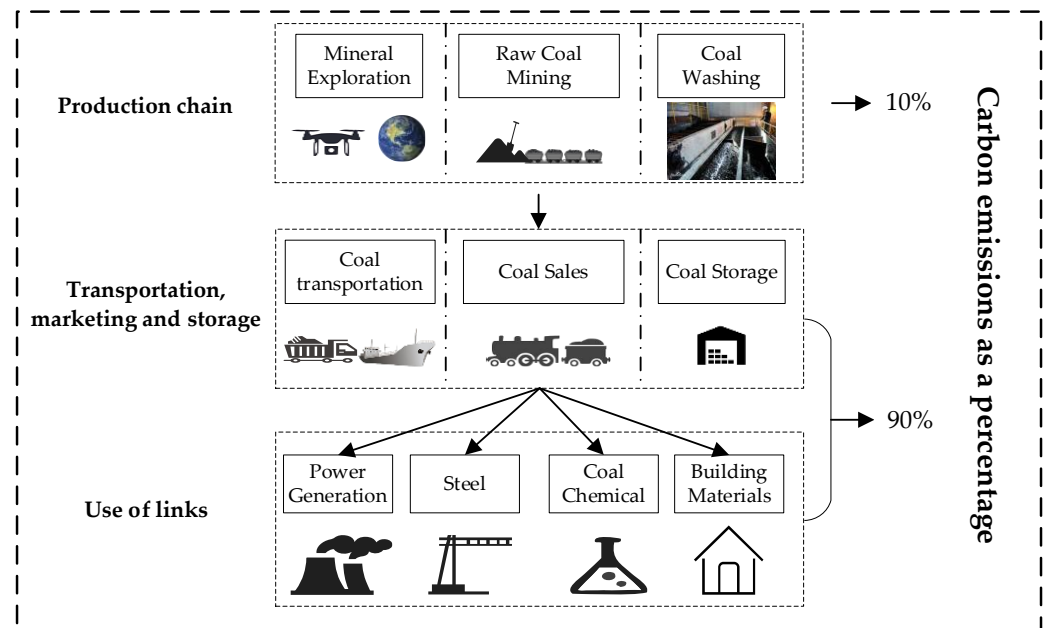 Production chain
Mineral
Exploration
Raw Coal
Mining
Coal
Washing
10%
Transportation,
marketing and storage
Coal
transportation
Coal Sales
Coal Storage
90%
Use of links
Power
Generation
Steel
Coal
Chemical
Building
Materials
Carbon emissions as a percentage